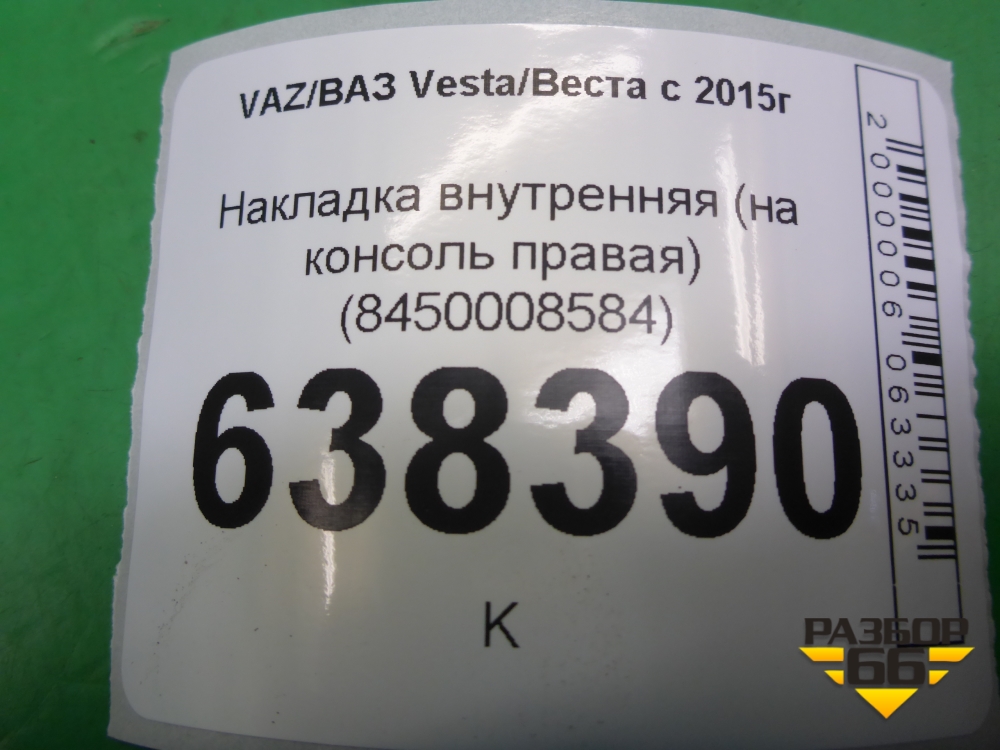 VAZ/ВАЗ Vesta/Веста с 2015г
Накладка внутренняя (на
консоль правая)
(8450008584)
638390
К
2000006063335
РАЗБОР
66